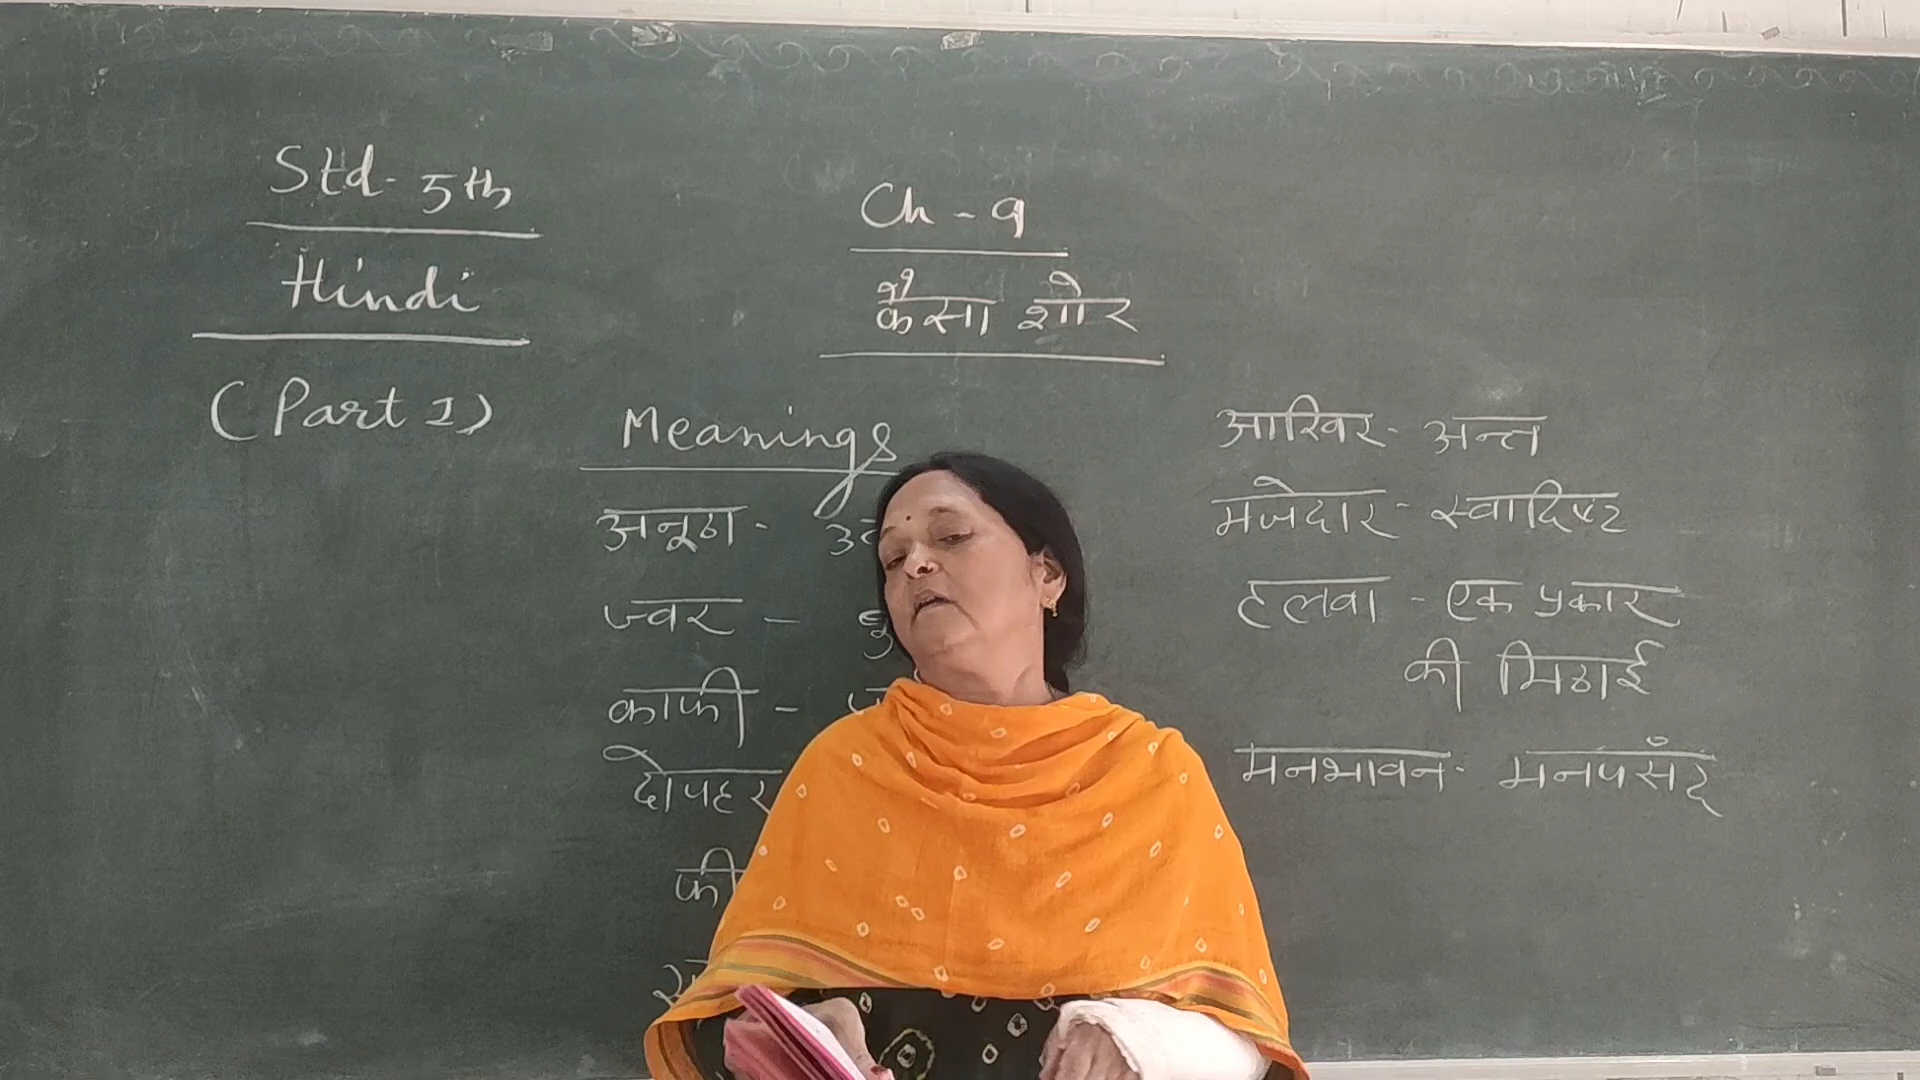 Std- 5th
Hindi
(Part 1)
Ch - 9
कैसा शोर
Meanings
अनूठा-
ज्वर -
काफी -
दोपहर
आखिर- अन्त
मजेदार- स्वादिष्ट
हलवा - एक प्रकार
की मिठाई
मनभावन- मनपसंद